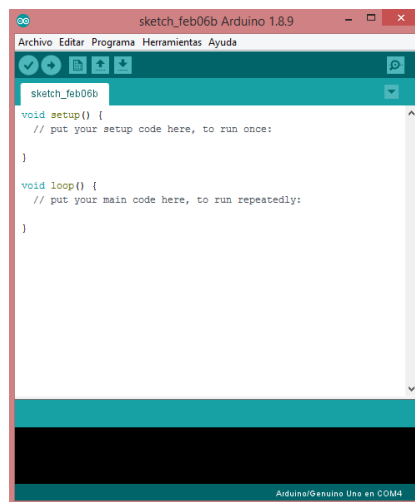 sketch_feb06b Arduino 1.8.9
Archivo Editar Programa Herramientas Ayuda
sketch_feb06b
void setup() {
// put your setup code here, to run once:
}
void loop() {
// put your main code here, to run repeatedly:
}
Arduino/Genuino Uno en COM4